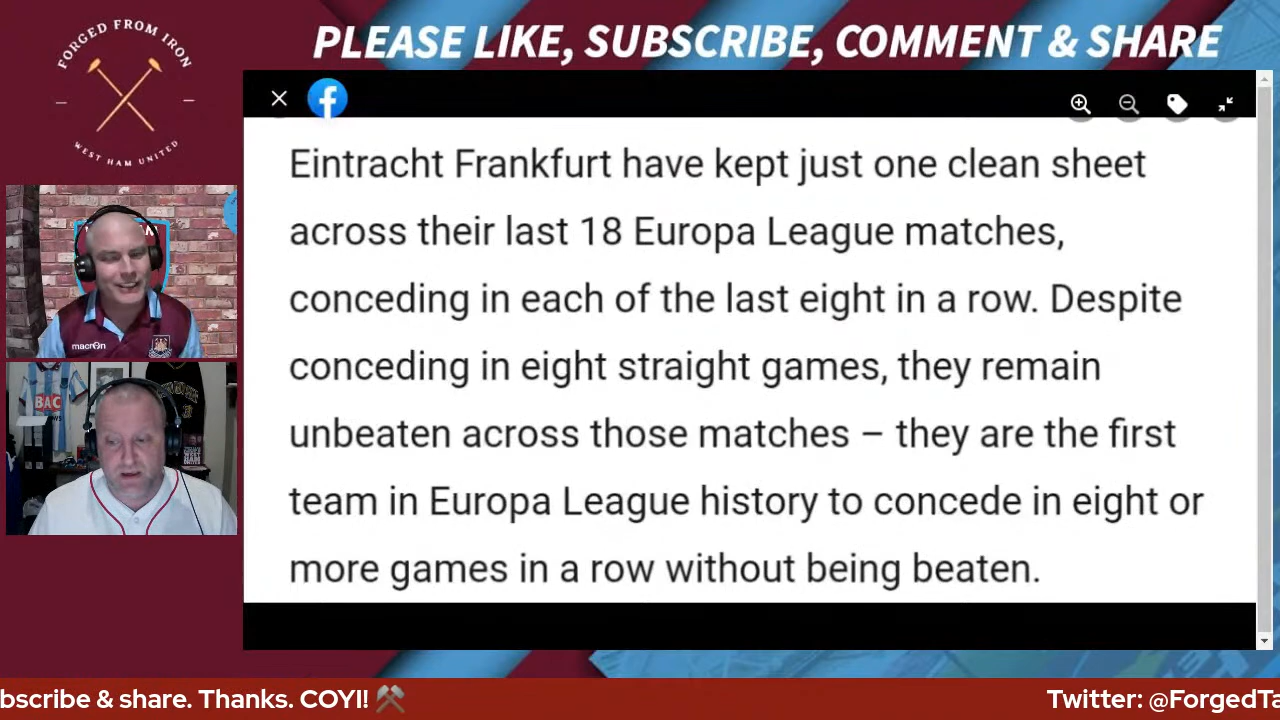 FORGED FROM IRON
WEST HAM UNITED
PLEASE LIKE, SUBSCRIBE, COMMENT & SHARE
Eintracht Frankfurt have kept just one clean sheet
across their last 18 Europa League matches,
conceding in each of the last eight in a row. Despite
conceding in eight straight games, they remain
unbeaten across those matches – they are the first
team in Europa League history to concede in eight or
more games in a row without being beaten.
macron
BAC
bscribe & share. Thanks. COYI! ⚒
Twitter: @ForgedTa